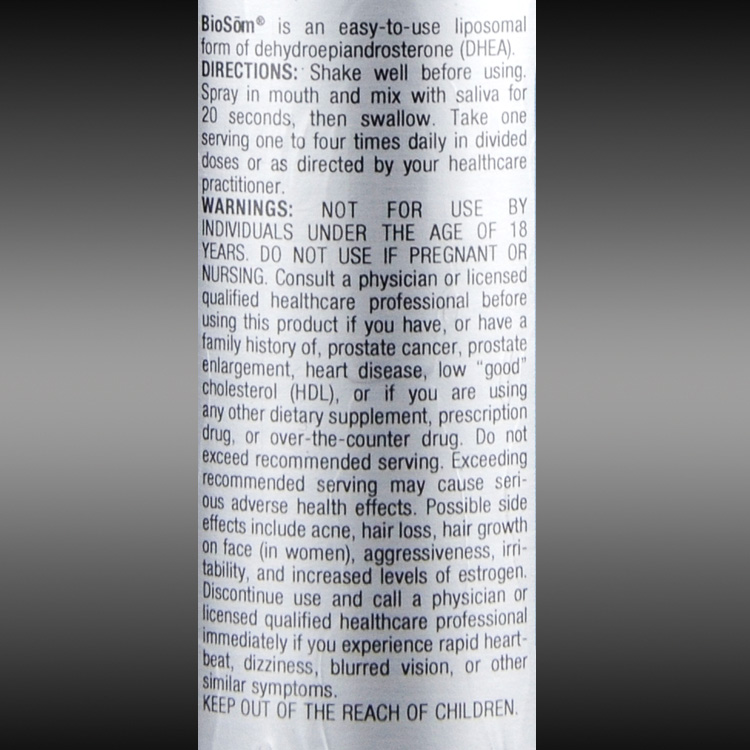 BioSōm® is an easy-to-use liposomal
form of dehydroepiandrosterone (DHEA).
DIRECTIONS: Shake well before using.
Spray in mouth and mix with saliva for
20 seconds, then swallow. Take one
serving one to four times daily in divided
doses or as directed by your healthcare
practitioner.
WARNINGS: NOT FOR USE BY
INDIVIDUALS UNDER THE AGE OF 18
YEARS. DO NOT USE IF PREGNANT OR
NURSING. Consult a physician or licensed
qualified healthcare professional before
using this product if you have, or have a
family history of, prostate cancer, prostate
enlargement, heart disease, low “good”
cholesterol (HDL), or if you are using
any other dietary supplement, prescription
drug, or over-the-counter drug. Do not
exceed recommended serving. Exceeding
recommended serving may cause seri-
ous adverse health effects. Possible side
effects include acne, hair loss, hair growth
on face (in women), aggressiveness, irri-
tability, and increased levels of estrogen.
Discontinue use and call a physician or
licensed qualified healthcare professional
immediately if you experience rapid heart-
beat, dizziness, blurred vision, or other
similar symptoms.
KEEP OUT OF THE REACH OF CHILDREN.